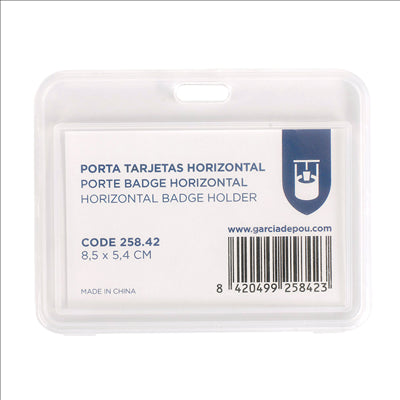 PORTA TARJETAS HORIZONTAL
PORTE BADGE HORIZONTAL
HORIZONTAL BADGE HOLDER
www.garciadepou.com
CODE 258.42
8,5 x 5,4 CM
MADE IN CHINA
8 420499 258423